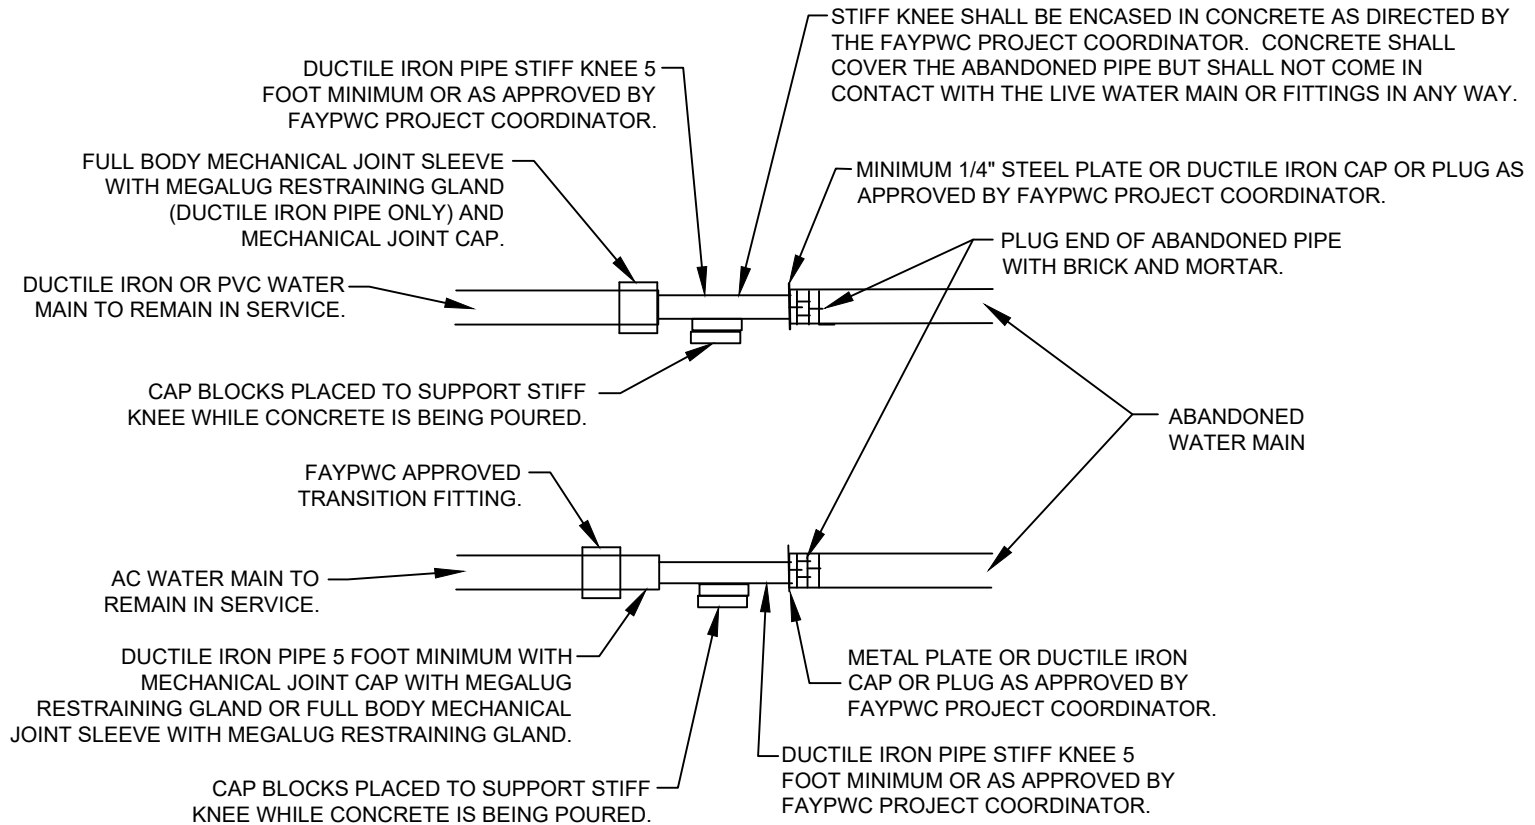 STIFF KNEE SHALL BE ENCASED IN CONCRETE AS DIRECTED BY
THE FAYPWC PROJECT COORDINATOR. CONCRETE SHALL
COVER THE ABANDONED PIPE BUT SHALL NOT COME IN
CONTACT WITH THE LIVE WATER MAIN OR FITTINGS IN ANY WAY.
DUCTILE IRON PIPE STIFF KNEE 5
FOOT MINIMUM OR AS APPROVED BY
FAYPWC PROJECT COORDINATOR.
FULL BODY MECHANICAL JOINT SLEEVE
WITH MEGALUG RESTRAINING GLAND
(DUCTILE IRON PIPE ONLY) AND
MECHANICAL JOINT CAP.
MINIMUM 1/4" STEEL PLATE OR DUCTILE IRON CAP OR PLUG AS
APPROVED BY FAYPWC PROJECT COORDINATOR.
PLUG END OF ABANDONED PIPE
WITH BRICK AND MORTAR.
DUCTILE IRON OR PVC WATER
MAIN TO REMAIN IN SERVICE.
CAP BLOCKS PLACED TO SUPPORT STIFF
KNEE WHILE CONCRETE IS BEING POURED.
ABANDONED
WATER MAIN
FAYPWC APPROVED
TRANSITION FITTING.
AC WATER MAIN TO
REMAIN IN SERVICE.
DUCTILE IRON PIPE 5 FOOT MINIMUM WITH
MECHANICAL JOINT CAP WITH MEGALUG
RESTRAINING GLAND OR FULL BODY MECHANICAL
JOINT SLEEVE WITH MEGALUG RESTRAINING GLAND.
METAL PLATE OR DUCTILE IRON
CAP OR PLUG AS APPROVED BY
FAYPWC PROJECT COORDINATOR.
DUCTILE IRON PIPE STIFF KNEE 5
FOOT MINIMUM OR AS APPROVED BY
FAYPWC PROJECT COORDINATOR.
CAP BLOCKS PLACED TO SUPPORT STIFF
KNEE WHILE CONCRETE IS BEING POURED.